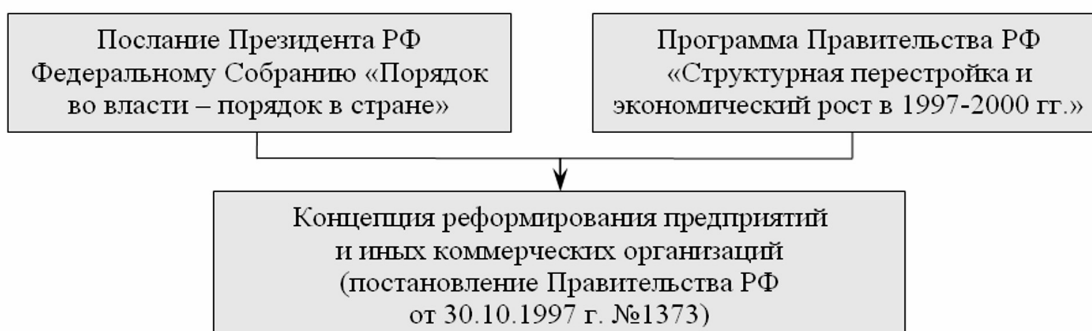 Послание Президента РФ
Федеральному Собранию «Порядок
во власти – порядок в стране»
Программа Правительства РФ
«Структурная перестройка и
экономический рост в 1997-2000 гг.»
Концепция реформирования предприятий
и иных коммерческих организаций
(постановление Правительства РФ
от 30.10.1997 г. №1373)